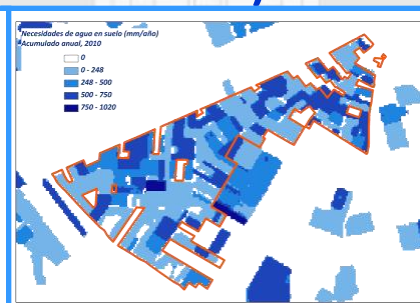 Necesidades de agua en suelo (mm/año)
Acumulado anual, 2010
0
0 - 248
248 - 500
500 - 750
750 - 1020